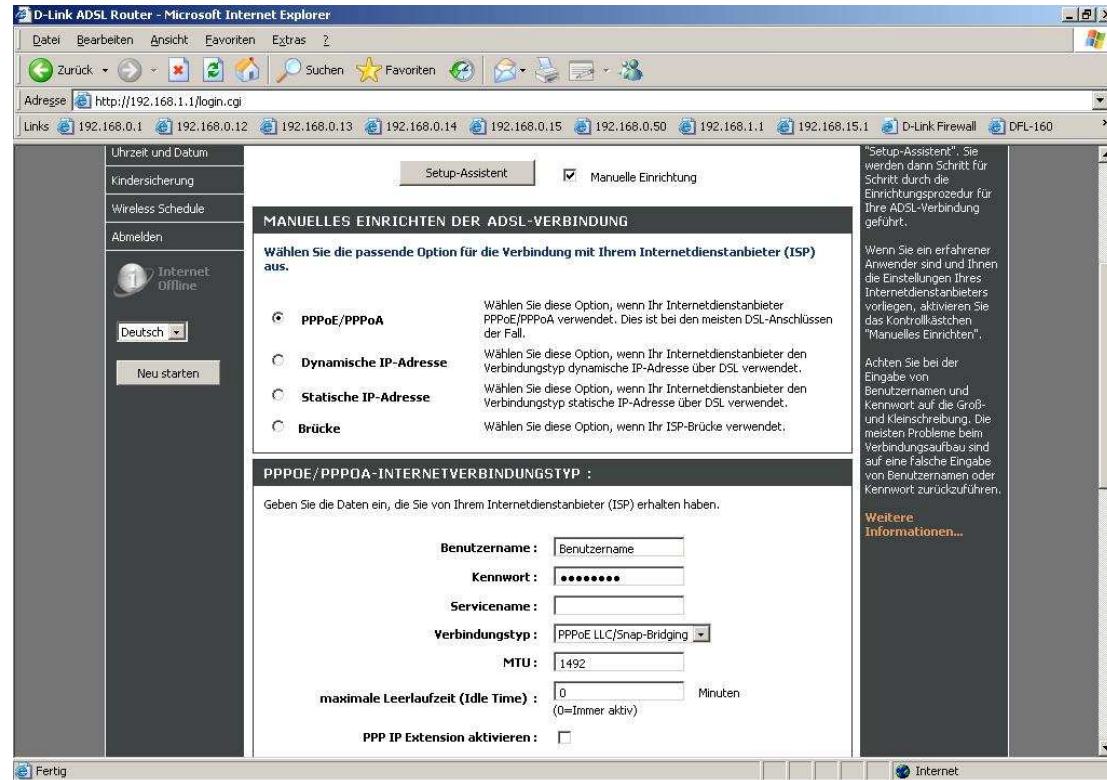 D-Link ADSL Router - Microsoft Internet Explorer
Datei Bearbeiten Ansicht Favoriten Extras ?
Zurück Suchen Favoriten
Adresse http://192.168.1.1/login.cgi
Links 192.168.0.1 192.168.0.12 192.168.0.13 192.168.0.14 192.168.0.15 192.168.0.50 192.168.1.1 192.168.15.1 D-Link Firewall DFL-160
Uhrzeit und Datum
Kindersicherung
Wireless Schedule
Abmelden
Internet
Offline
Deutsch
Neu starten
Setup-Assistent Manuelle Einrichtung
MANUELLES EINRICHTEN DER ADSL-VERBINDUNG
Wählen Sie die passende Option für die Verbindung mit Ihrem Internetdienstanbieter (ISP)
aus.
PPPoE/PPPoA
Wählen Sie diese Option, wenn Ihr Internetdienstanbieter
PPPoE/PPPoA verwendet. Dies ist bei den meisten DSL-Anschlüssen
der Fall.
Dynamische IP-Adresse
Wählen Sie diese Option, wenn Ihr Internetdienstanbieter den
Verbindungstyp dynamische IP-Adresse über DSL verwendet.
Statische IP-Adresse
Wählen Sie diese Option, wenn Ihr Internetdienstanbieter den
Verbindungstyp statische IP-Adresse über DSL verwendet.
Brücke
Wählen Sie diese Option, wenn Ihr ISP-Brücke verwendet.
PPPOE/PPPOA-INTERNETVERBINDUNGSTYP :
Geben Sie die Daten ein, die Sie von Ihrem Internetdienstanbieter (ISP) erhalten haben.
Benutzername : Benutzername
Kennwort : ••••••••
Servicename :
Verbindungstyp : PPPoE LLC/Snap-Bridging
MTU : 1492
maximale Leerlaufzeit (Idle Time) : 0 Minuten
(0=Immer aktiv)
PPP IP Extension aktivieren :
"Setup-Assistent". Sie
werden dann Schritt für
Schritt durch die
Einrichtungsprozedur für
Ihre ADSL-Verbindung
geführt.
Wenn Sie ein erfahrener
Anwender sind und Ihnen
die Einstellungen Ihres
Internetdienstanbieters
vorliegen, aktivieren Sie
das Kontrollkästchen
"Manuelles Einrichten".
Achten Sie bei der
Eingabe von
Benutzernamen und
Kennwort auf die Groß-
und Kleinschreibung. Die
meisten Probleme beim
Verbindungsaufbau sind
auf eine falsche Eingabe
von Benutzernamen oder
Kennwort zurückzuführen.
Weitere
Informationen...
Fertig Internet